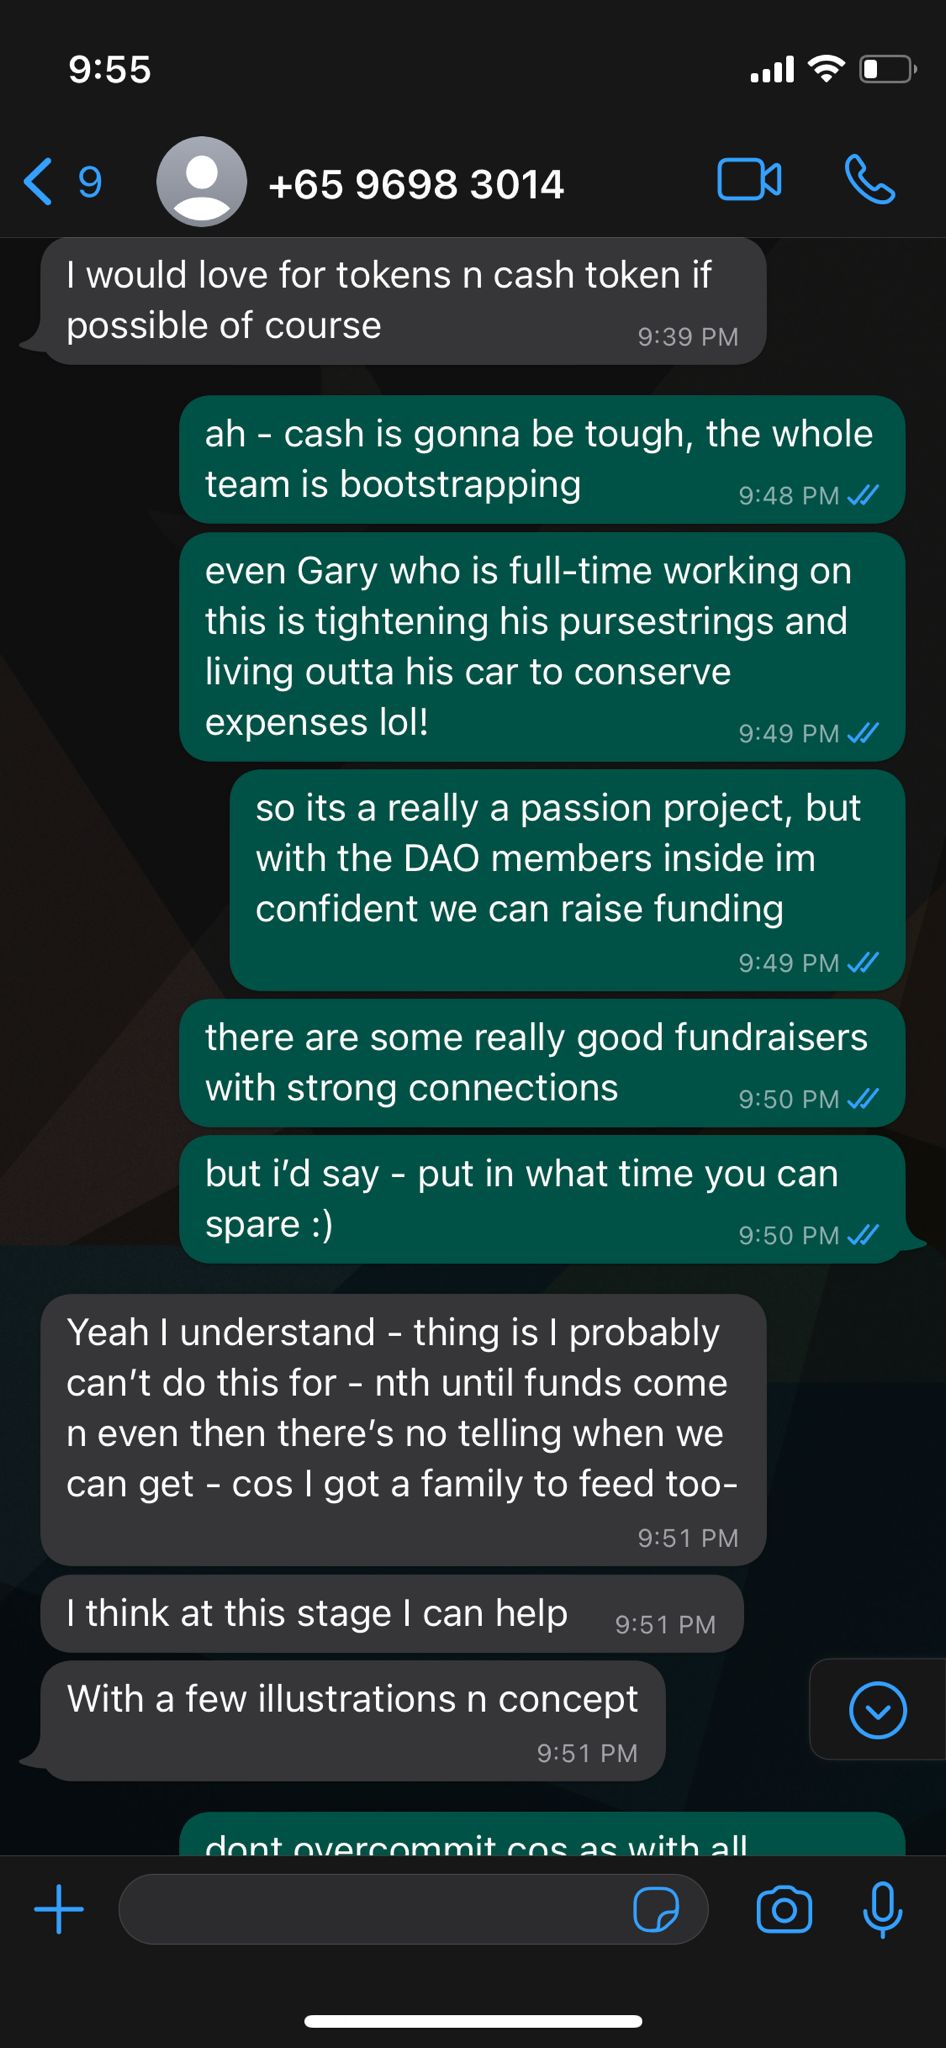 9:55
9
+65 9698 3014
I would love for tokens n cash token if
possible of course
9:39 PM
ah - cash is gonna be tough, the whole
team is bootstrapping
9:48 PM
even Gary who is full-time working on
this is tightening his pursestrings and
living outta his car to conserve
expenses lol!
9:49 PM
so its a really a passion project, but
with the DAO members inside im
confident we can raise funding
9:49 PM
there are some really good fundraisers
with strong connections
9:50 PM
but i’d say - put in what time you can
spare :)
9:50 PM
Yeah I understand - thing is I probably
can’t do this for - nth until funds come
n even then there’s no telling when we
can get - cos I got a family to feed too-
9:51 PM
I think at this stage I can help
9:51 PM
With a few illustrations n concept
9:51 PM
dont overcommit cos as with all